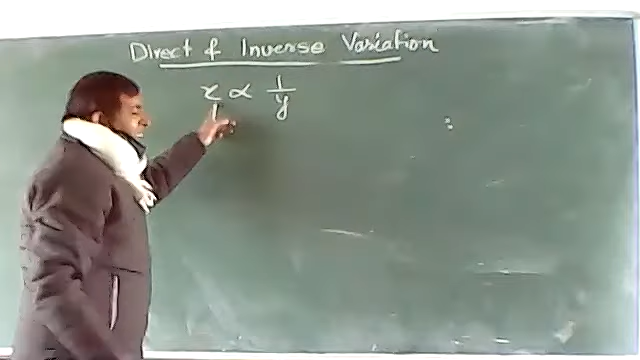 Direct & Inverse Variation
x ∝ 1/y